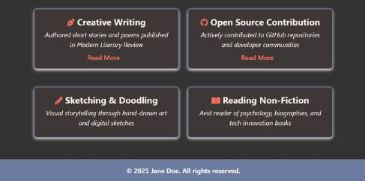 Creative Writing
Authored short stories and poems published
in Modern Literary Review
Read More
Open Source Contribution
Actively contributed to GitHub repositories
and developer communities
Read More
Sketching & Doodling
Visual storytelling through hand-drawn art
and digital sketches
Reading Non-Fiction
Avid reader of psychology, biographies, and
tech innovation books
© 2025 Jane Doe. All rights reserved.